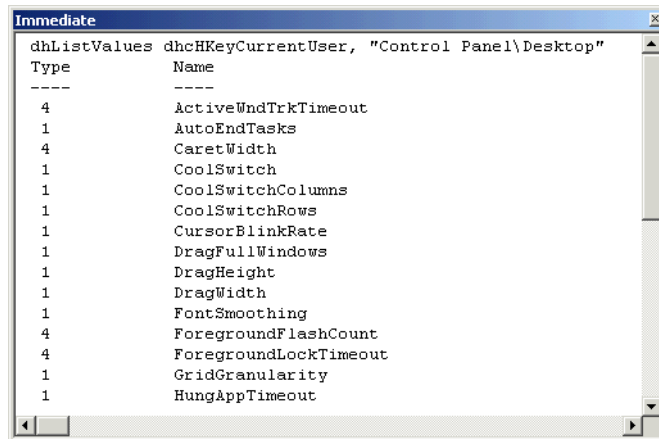 Immediate
dhListValues dhcHKeyCurrentUser, "Control Panel\Desktop"
Type Name
---- ----
4 ActiveWndTrkTimeout
1 AutoEndTasks
4 CaretWidth
1 CoolSwitch
1 CoolSwitchColumns
1 CoolSwitchRows
1 CursorBlinkRate
1 DragFullWindows
1 DragHeight
1 DragWidth
1 FontSmoothing
4 ForegroundFlashCount
4 ForegroundLockTimeout
1 GridGranularity
1 HungAppTimeout